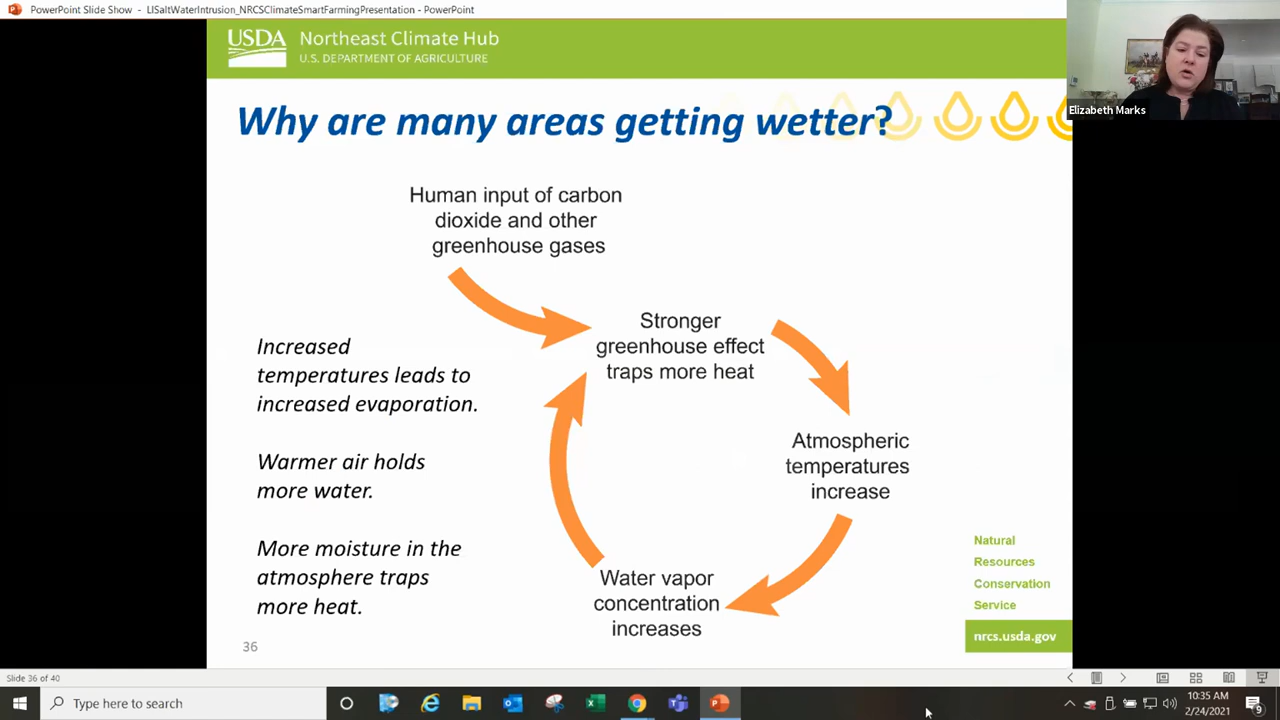 PowerPoint Slide Show - LISaltWaterIntrusion_NRCSClimateSmartFarmingPresentation - PowerPoint
USDA
Northeast Climate Hub
U.S. DEPARTMENT OF AGRICULTURE
Elizabeth Marks
Why are many areas getting wetter?
Human input of carbon
dioxide and other
greenhouse gases
Stronger
greenhouse effect
traps more heat
Increased
temperatures leads to
increased evaporation.
Atmospheric
temperatures
increase
Warmer air holds
more water.
More moisture in the
atmosphere traps
more heat.
Water vapor
concentration
increases
Natural
Resources
Conservation
Service
nrcs.usda.gov
36
Slide 36 of 40
Type here to search
10:35 AM
2/24/2021
9